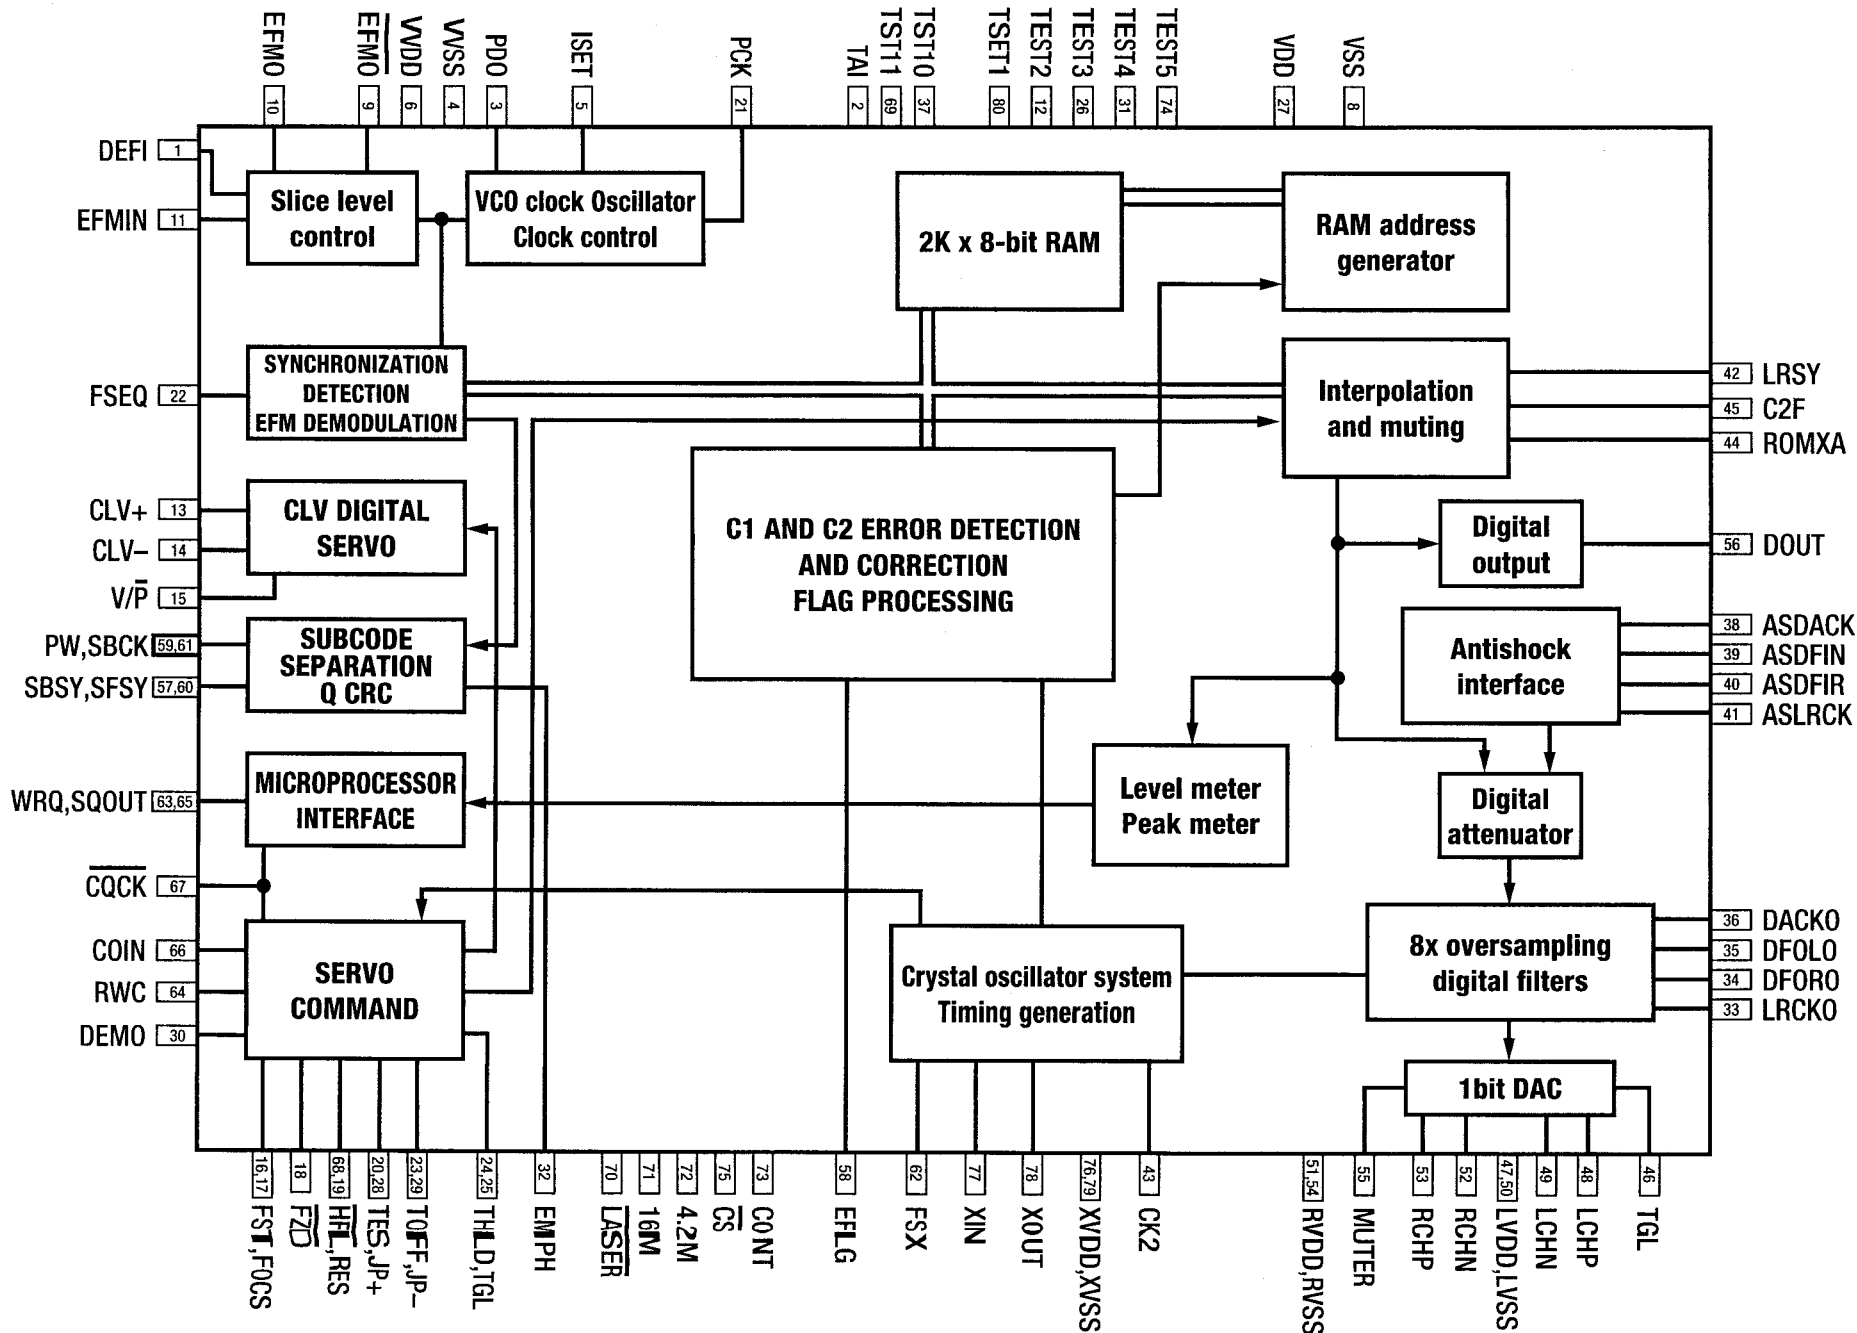 EFMO
EFMO
VVDD
VVSS
PDO
ISET
PCK
TAI
TST11
TST10
TSET1
TEST2
TEST3
TEST4
TEST5
VDD
VSS
10
9
6
4
3
5
21
2
69
37
80
12
26
31
74
27
8
DEFI 1
EFMIN 11
Slice level
control
VCO clock Oscillator
Clock control
2K x 8-bit RAM
RAM address
generator
FSEQ 22
SYNCHRONIZATION
DETECTION
EFM DEMODULATION
Interpolation
and muting
42 LRSY
45 C2F
44 ROMXA
CLV+ 13
CLV– 14
V/P 15
CLV DIGITAL
SERVO
C1 AND C2 ERROR DETECTION
AND CORRECTION
FLAG PROCESSING
Digital
output
56 DOUT
PW,SBCK 59,61
SBSY,SFSY 57,60
SUBCODE
SEPARATION
Q CRC
Antishock
interface
38 ASDACK
39 ASDFIN
40 ASDFIR
41 ASLRCK
WRQ,SQOUT 63,65
MICROPROCESSOR
INTERFACE
Level meter
Peak meter
Digital
attenuator
CQCK 67
COIN 66
RWC 64
DEMO 30
SERVO
COMMAND
Crystal oscillator system
Timing generation
8x oversampling
digital filters
36 DACKO
35 DFOLO
34 DFORO
33 LRCKO
1bit DAC
16,17 FST,FOCS
18 FZD
68,19 HFL,RES
20,28 TES,JP+
23,29 TOFF,JP–
24,25 THLD,TGL
32 EMPH
70 LASER
71 16M
72 4.2M
75 CS
73 CONT
58 EFLG
62 FSX
77 XIN
78 XOUT
76,79 XVDD,XVSS
43 CK2
51,54 RVDD,RVSS
55 MUTER
53 RCHP
52 RCHN
47,50 LVDD,LVSS
49 LCHN
48 LCHP
46 TGL